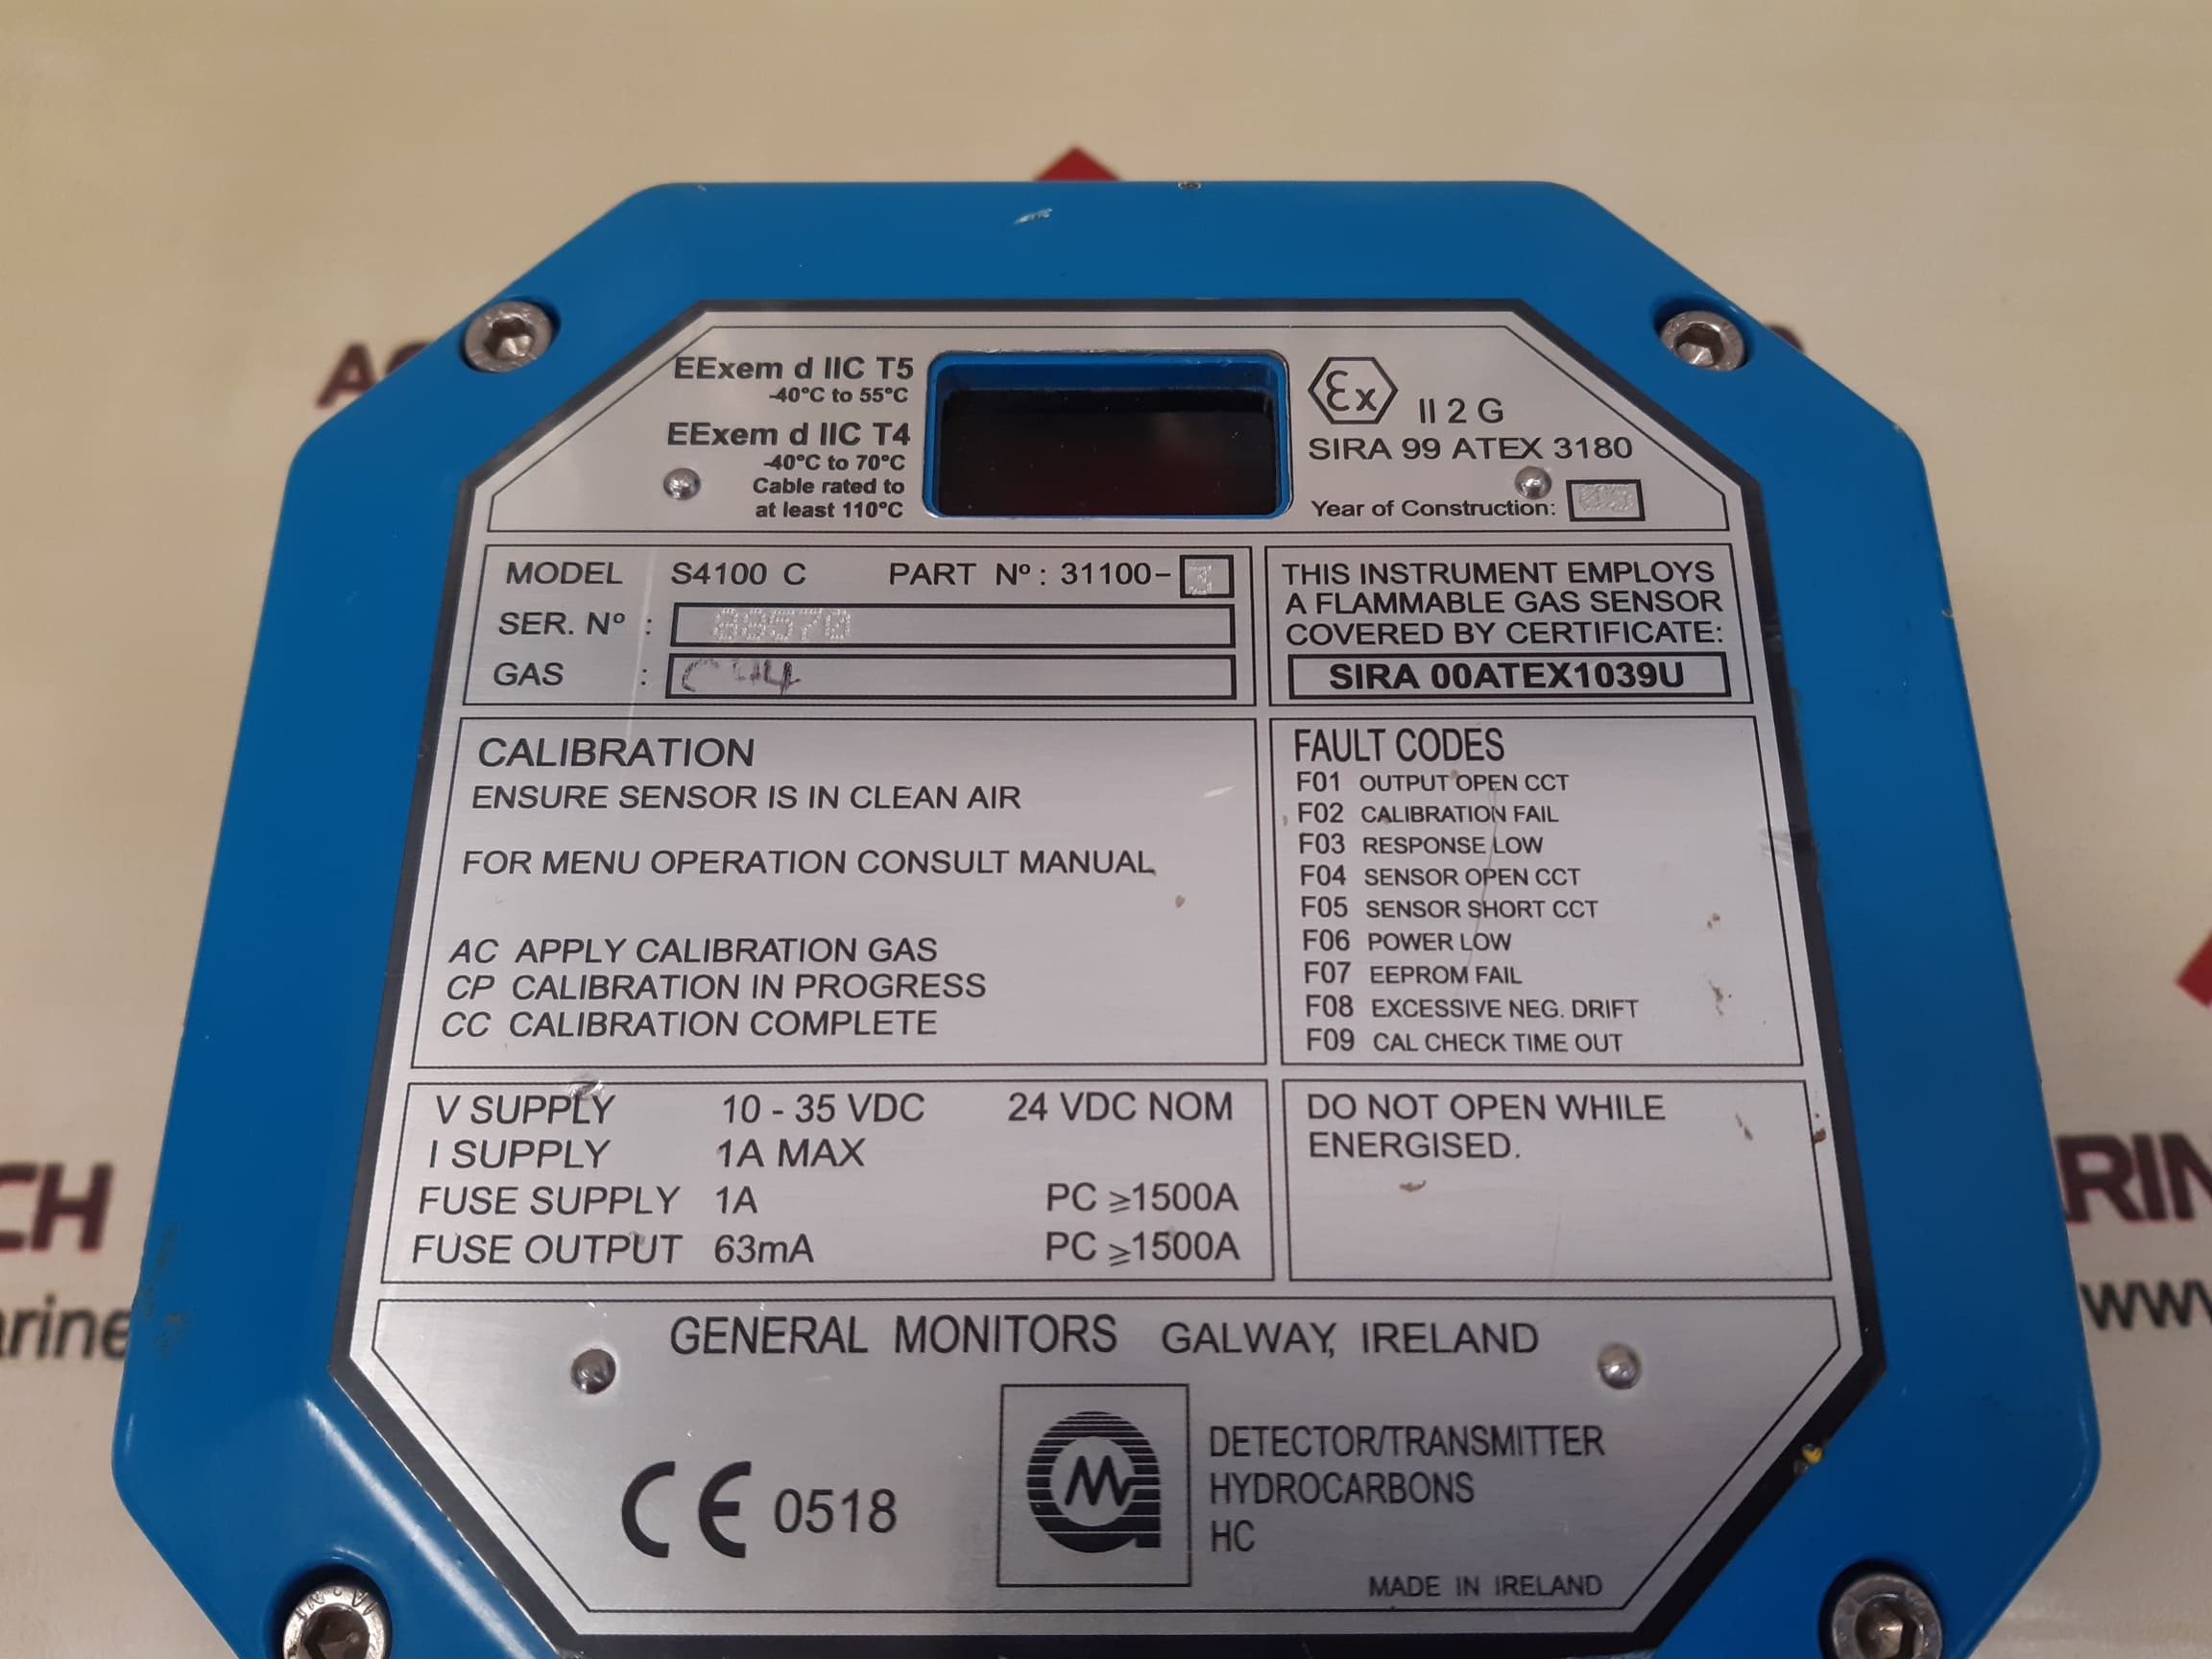 EExem d IIC T5
-40°C to 55°C
EExem d IIC T4
-40°C to 70°C
Cable rated to
at least 110°C
Ex II 2 G
SIRA 99 ATEX 3180
Year of Construction:
MODEL S4100 C PART Nº: 31100-3
SER. Nº :
GAS : CH4
THIS INSTRUMENT EMPLOYS
A FLAMMABLE GAS SENSOR
COVERED BY CERTIFICATE:
SIRA 00ATEX1039U
CALIBRATION
ENSURE SENSOR IS IN CLEAN AIR
FOR MENU OPERATION CONSULT MANUAL
AC APPLY CALIBRATION GAS
CP CALIBRATION IN PROGRESS
CC CALIBRATION COMPLETE
FAULT CODES
F01 OUTPUT OPEN CCT
F02 CALIBRATION FAIL
F03 RESPONSE LOW
F04 SENSOR OPEN CCT
F05 SENSOR SHORT CCT
F06 POWER LOW
F07 EEPROM FAIL
F08 EXCESSIVE NEG. DRIFT
F09 CAL CHECK TIME OUT
V SUPPLY 10 - 35 VDC 24 VDC NOM
I SUPPLY 1A MAX
FUSE SUPPLY 1A PC ≥1500A
FUSE OUTPUT 63mA PC ≥1500A
DO NOT OPEN WHILE
ENERGISED.
GENERAL MONITORS GALWAY, IRELAND
CE 0518
DETECTOR/TRANSMITTER
HYDROCARBONS
HC
MADE IN IRELAND